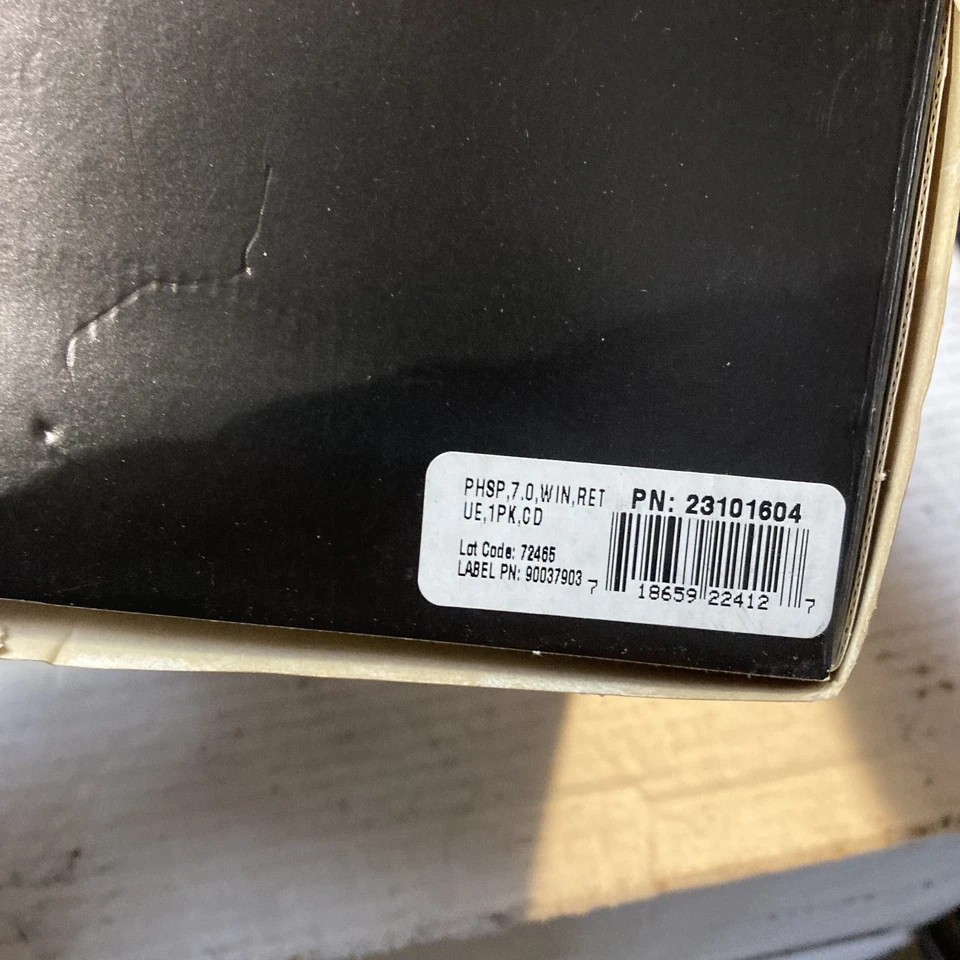 PHSP,7.0,WIN,RET
UE,1PK,CD
Lot Code: 72465
LABEL PN: 90037903
PN: 23101604
7 18659 22412 7